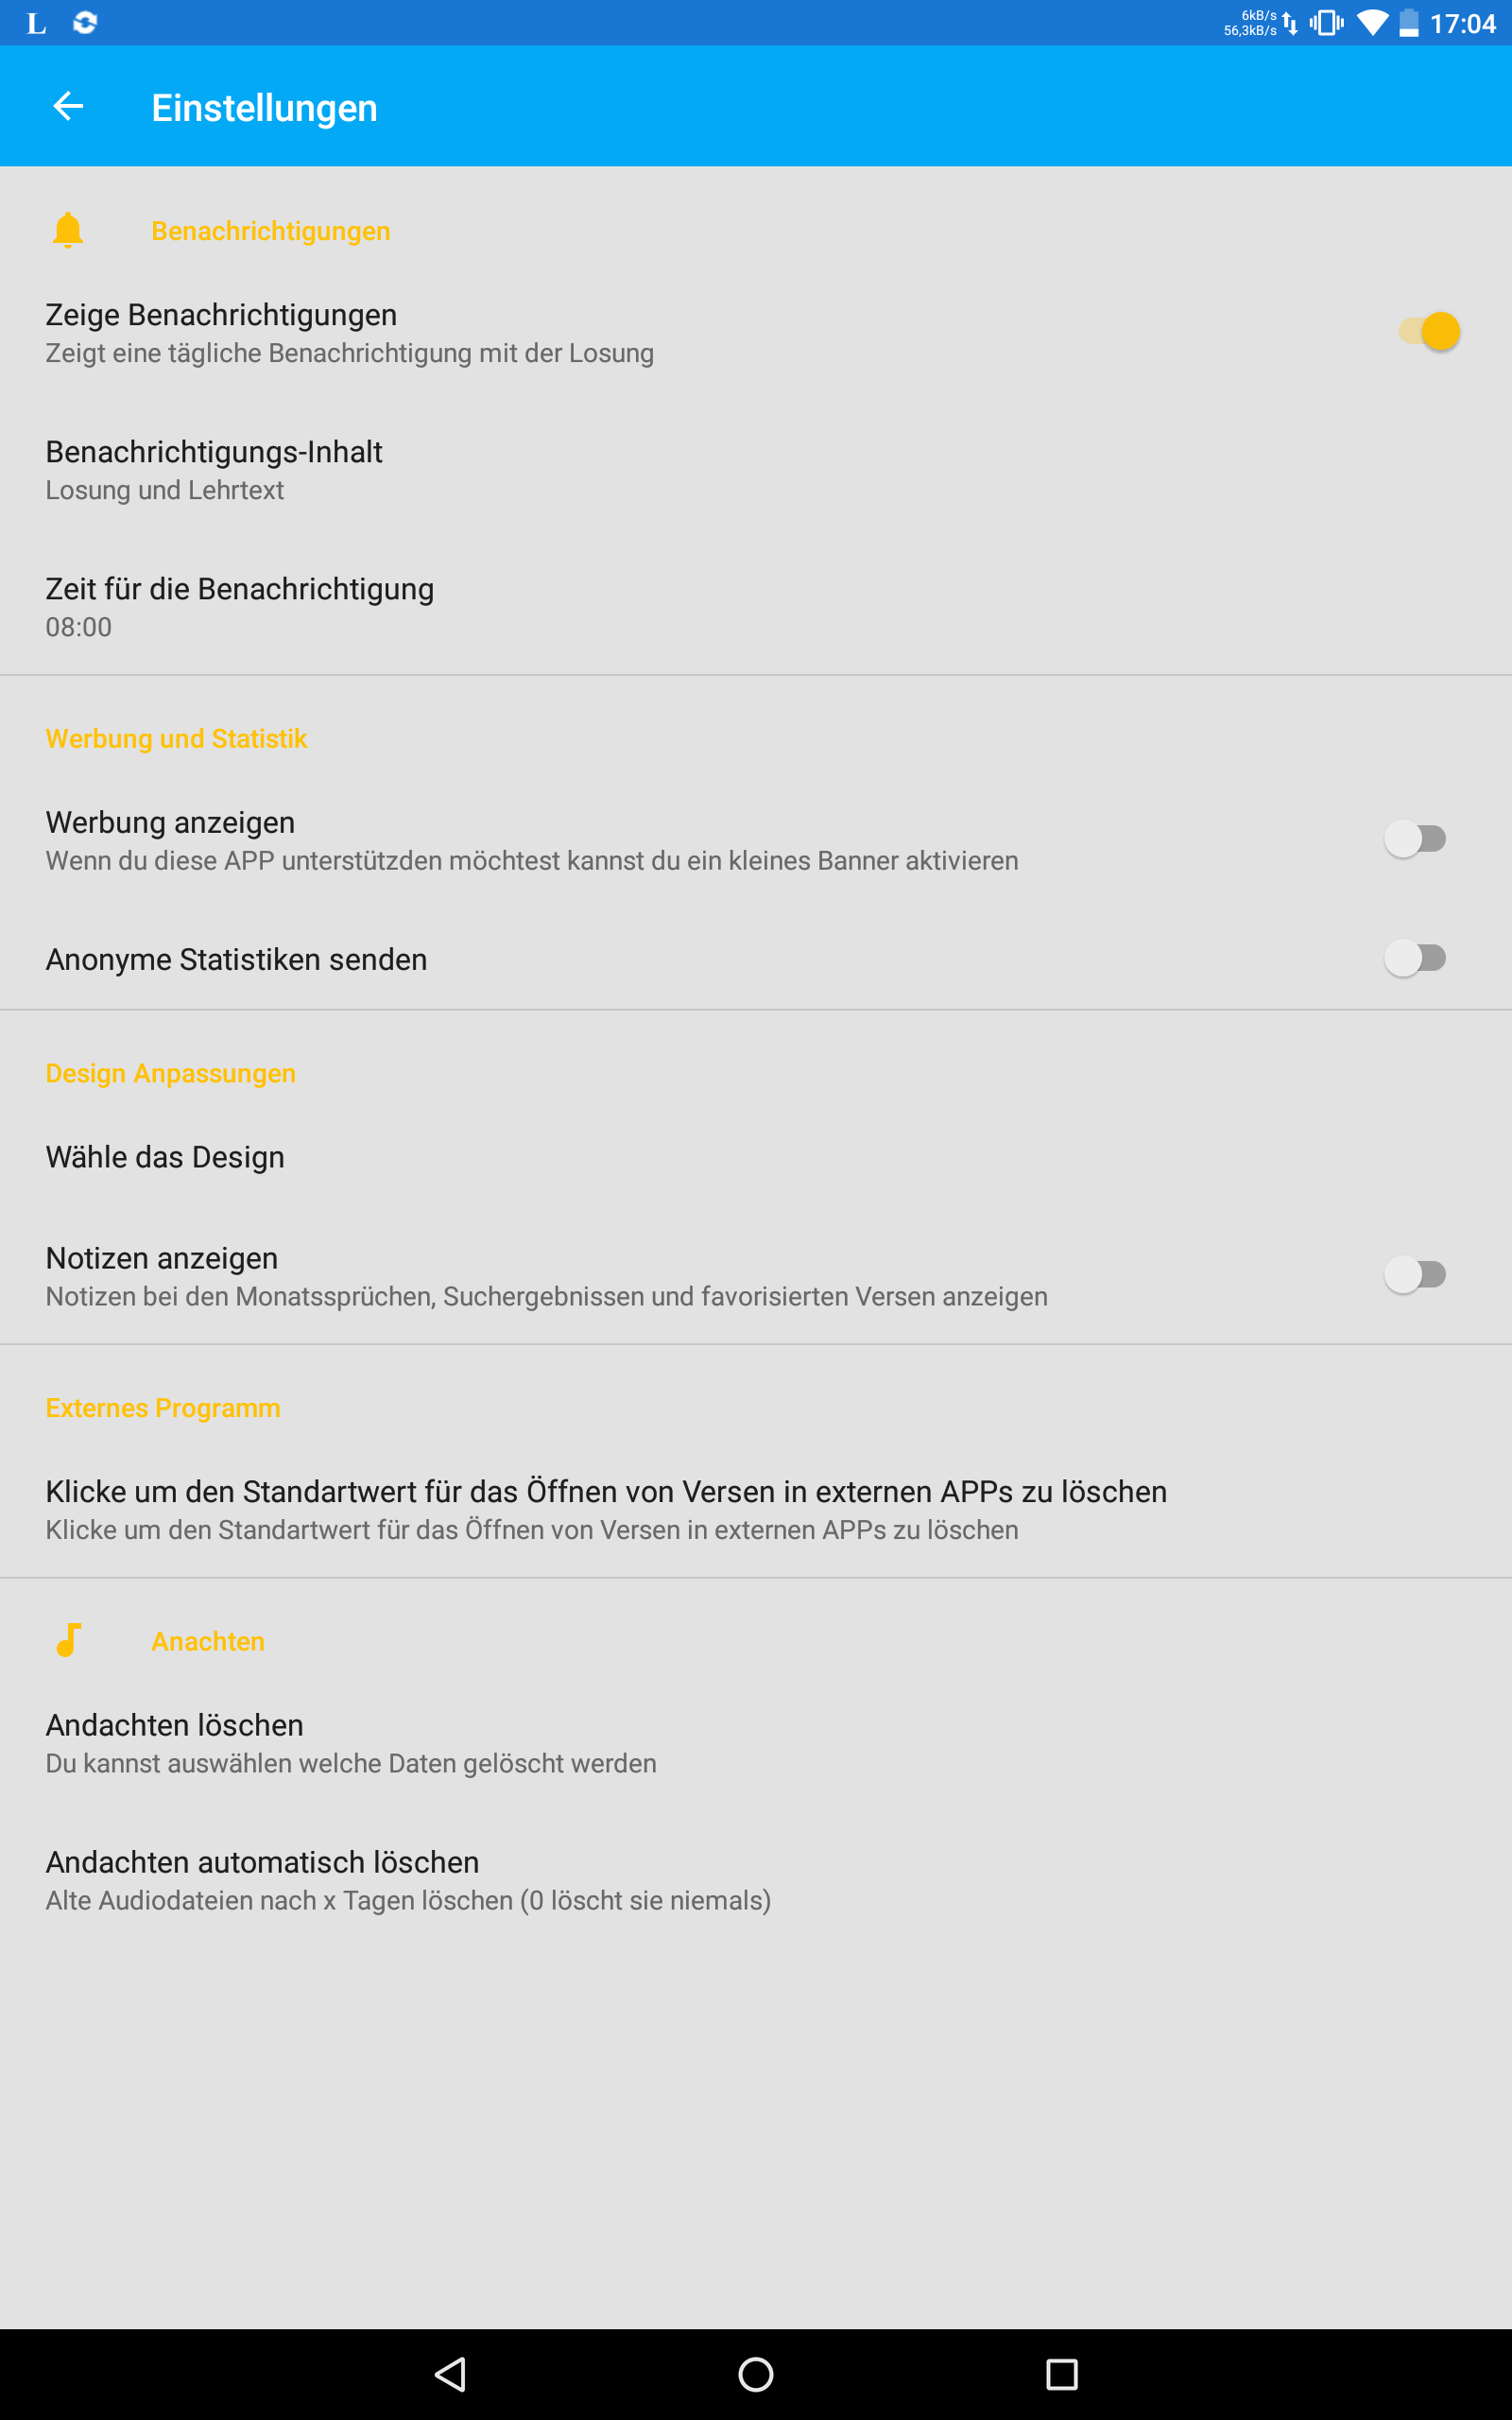 L
6kB/s
56,3kB/s
17:04
Einstellungen
Benachrichtigungen
Zeige Benachrichtigungen
Zeigt eine tägliche Benachrichtigung mit der Losung
Benachrichtigungs-Inhalt
Losung und Lehrtext
Zeit für die Benachrichtigung
08:00
Werbung und Statistik
Werbung anzeigen
Wenn du diese APP unterstützden möchtest kannst du ein kleines Banner aktivieren
Anonyme Statistiken senden
Design Anpassungen
Wähle das Design
Notizen anzeigen
Notizen bei den Monatssprüchen, Suchergebnissen und favorisierten Versen anzeigen
Externes Programm
Klicke um den Standartwert für das Öffnen von Versen in externen APPs zu löschen
Klicke um den Standartwert für das Öffnen von Versen in externen APPs zu löschen
Anachten
Andachten löschen
Du kannst auswählen welche Daten gelöscht werden
Andachten automatisch löschen
Alte Audiodateien nach x Tagen löschen (0 löscht sie niemals)